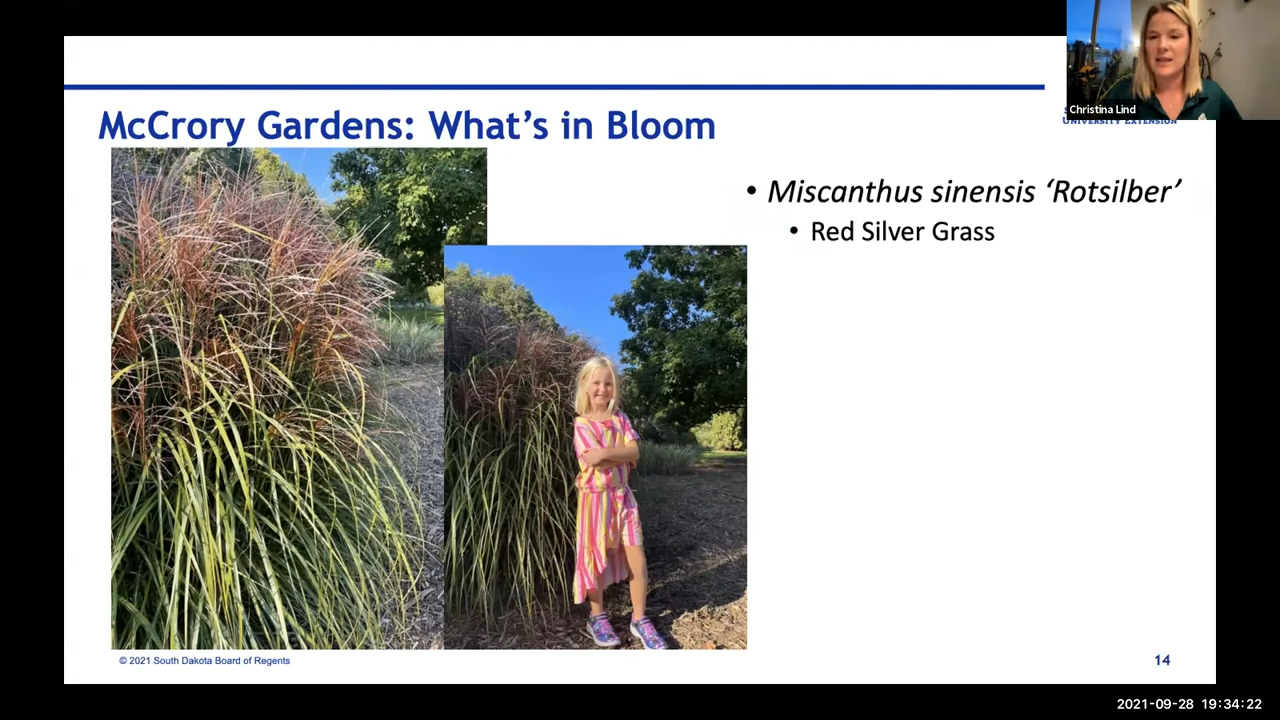 Christina Lind
UNIVERSITY EXTENSION
McCrory Gardens: What's in Bloom
• Miscanthus sinensis ‘Rotsilber’
• Red Silver Grass
© 2021 South Dakota Board of Regents
14
2021-09-28 19:34:22